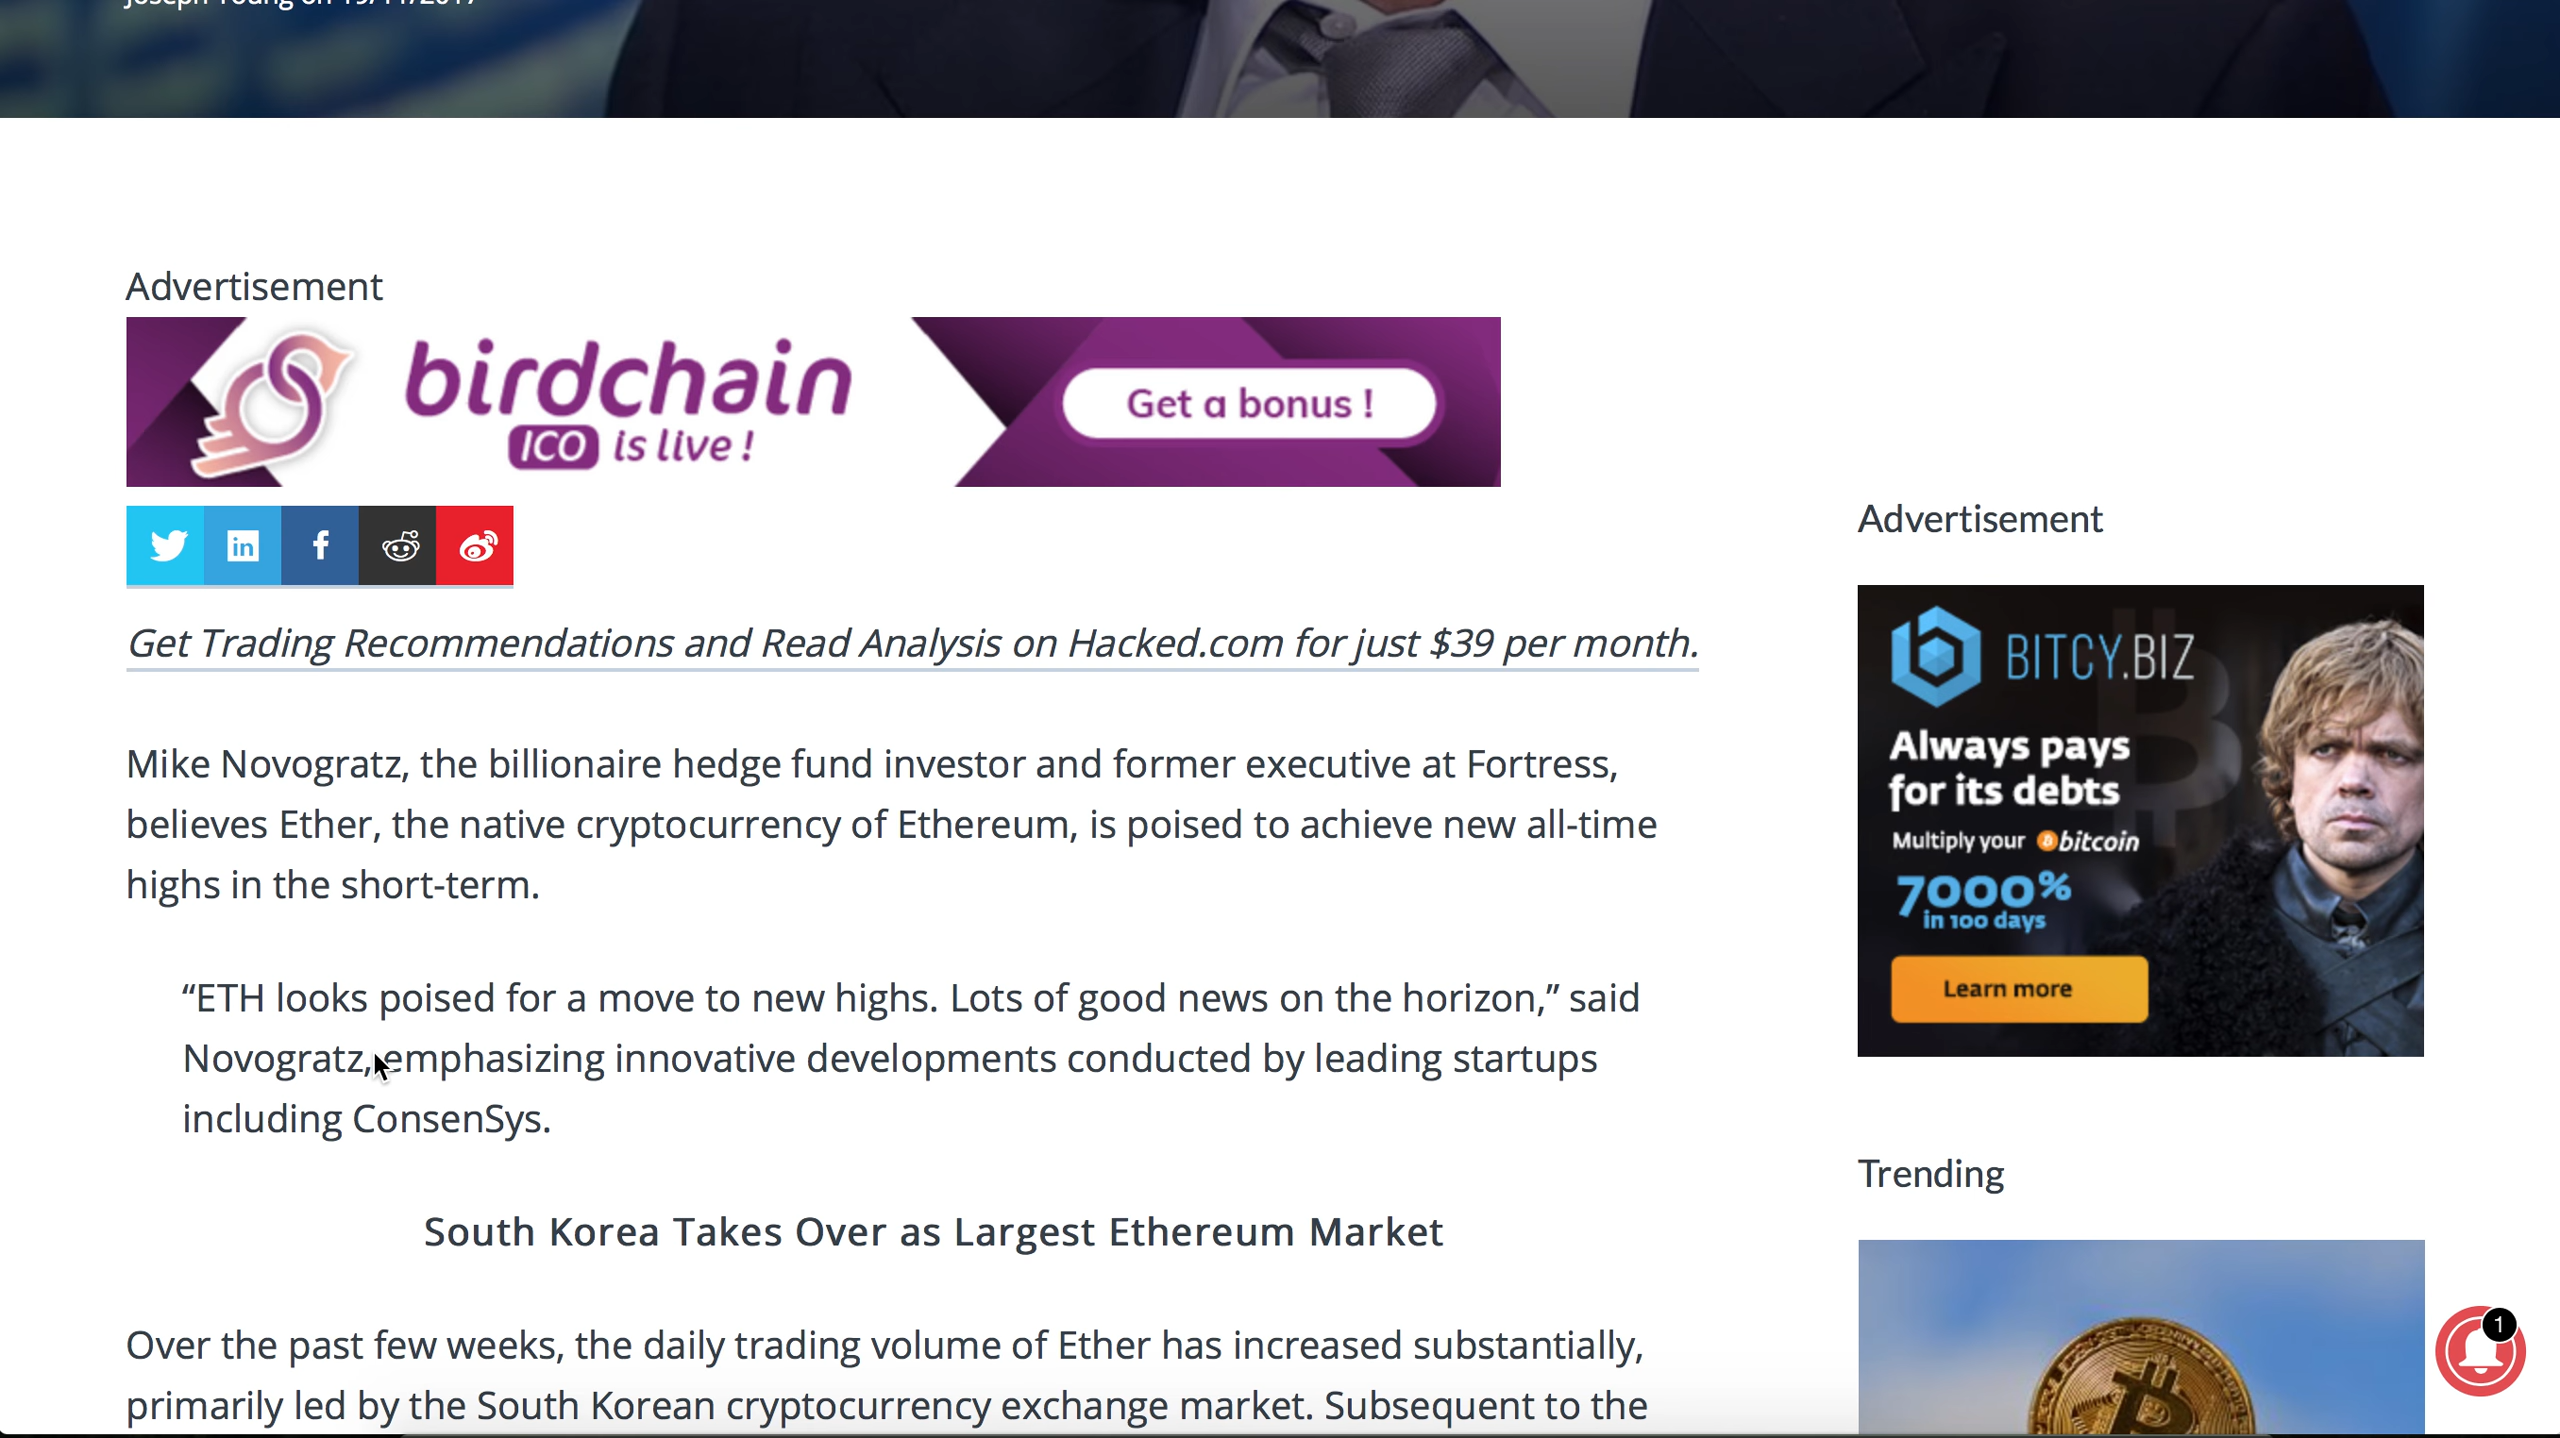 Joseph Young on 19/11/2017
Advertisement
birdchain
ICO is live !
Get a bonus !
Get Trading Recommendations and Read Analysis on Hacked.com for just $39 per month.
Mike Novogratz, the billionaire hedge fund investor and former executive at Fortress,
believes Ether, the native cryptocurrency of Ethereum, is poised to achieve new all-time
highs in the short-term.
“ETH looks poised for a move to new highs. Lots of good news on the horizon,” said
Novogratz, emphasizing innovative developments conducted by leading startups
including ConsenSys.
South Korea Takes Over as Largest Ethereum Market
Over the past few weeks, the daily trading volume of Ether has increased substantially,
primarily led by the South Korean cryptocurrency exchange market. Subsequent to the
Advertisement
BITCY.BIZ
Always pays
for its debts
Multiply your bitcoin
7000%
in 100 days
Learn more
Trending
1